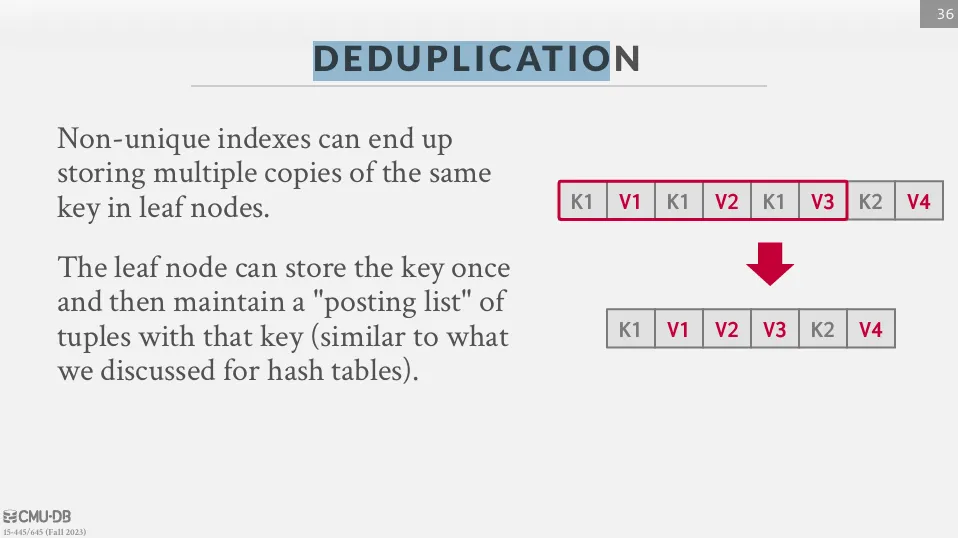 36
DEDUPLICATION
Non-unique indexes can end up
storing multiple copies of the same
key in leaf nodes.
The leaf node can store the key once
and then maintain a "posting list" of
tuples with that key (similar to what
we discussed for hash tables).
K1 V1 K1 V2 K1 V3 K2 V4
K1 V1 V2 V3 K2 V4
CMU·DB
15-445/645 (Fall 2023)